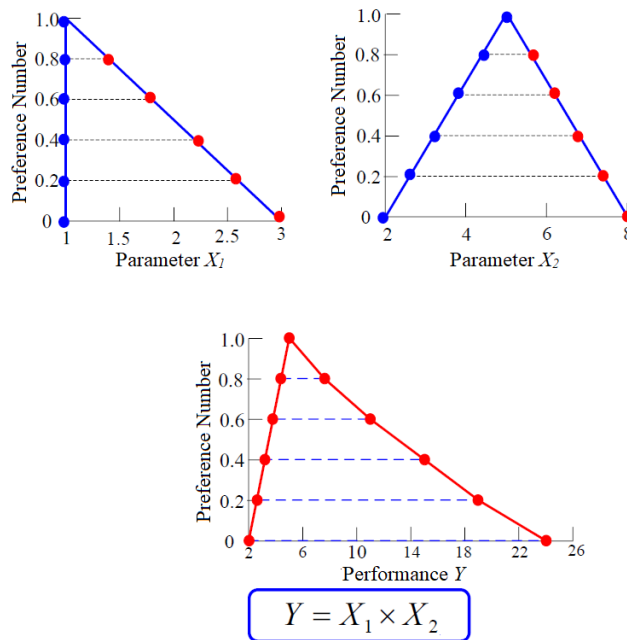 Preference Number
1.0
0.8
0.6
0.4
0.2
0
1 1.5 2 2.5 3
Parameter X1
Preference Number
1.0
0.8
0.6
0.4
0.2
0
2 4 6 8
Parameter X2
Preference Number
1.0
0.8
0.6
0.4
0.2
0
2 6 10 14 18 22 26
Performance Y
Y = X1 × X2